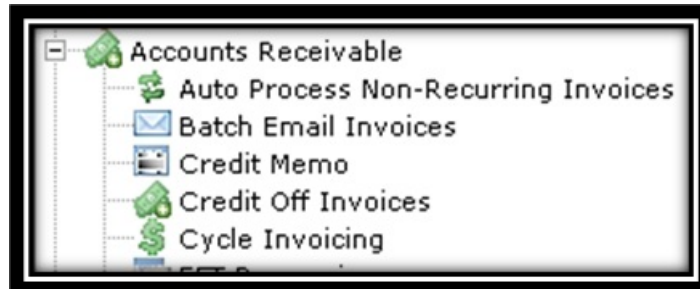 Accounts Receivable
Auto Process Non-Recurring Invoices
Batch Email Invoices
Credit Memo
Credit Off Invoices
Cycle Invoicing